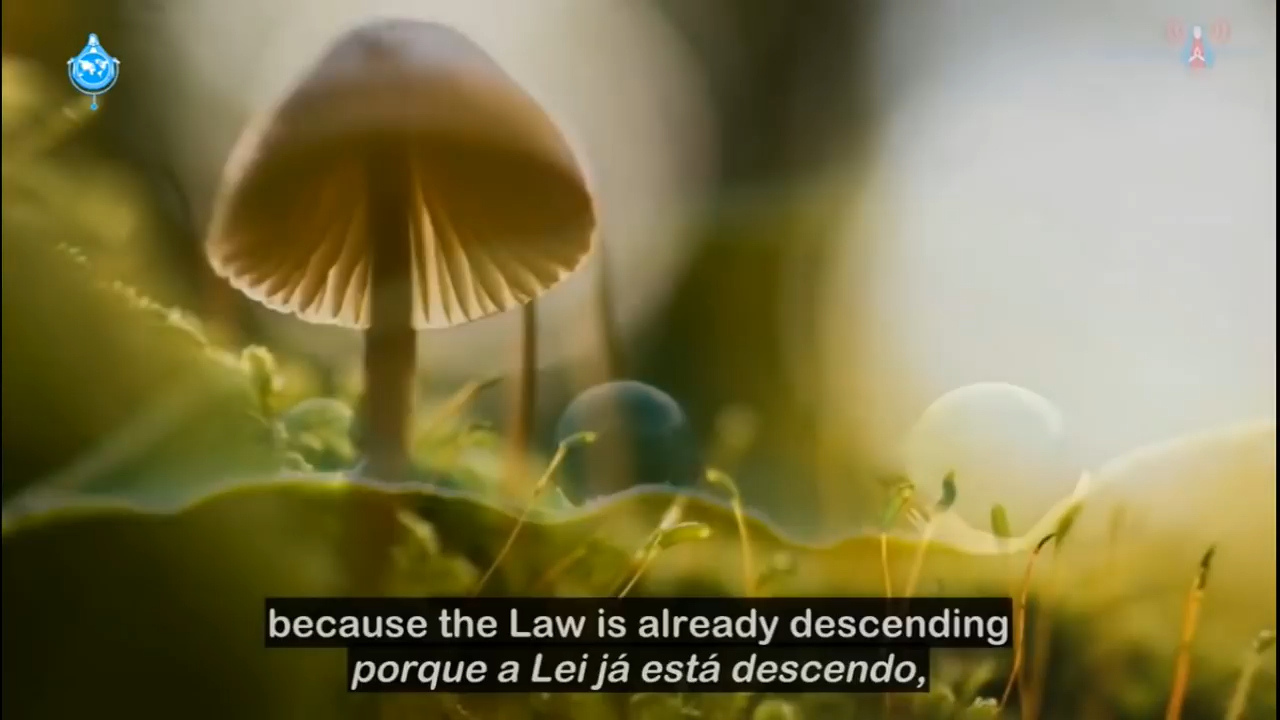 because the Law is already descending
porque a Lei já está descendo,